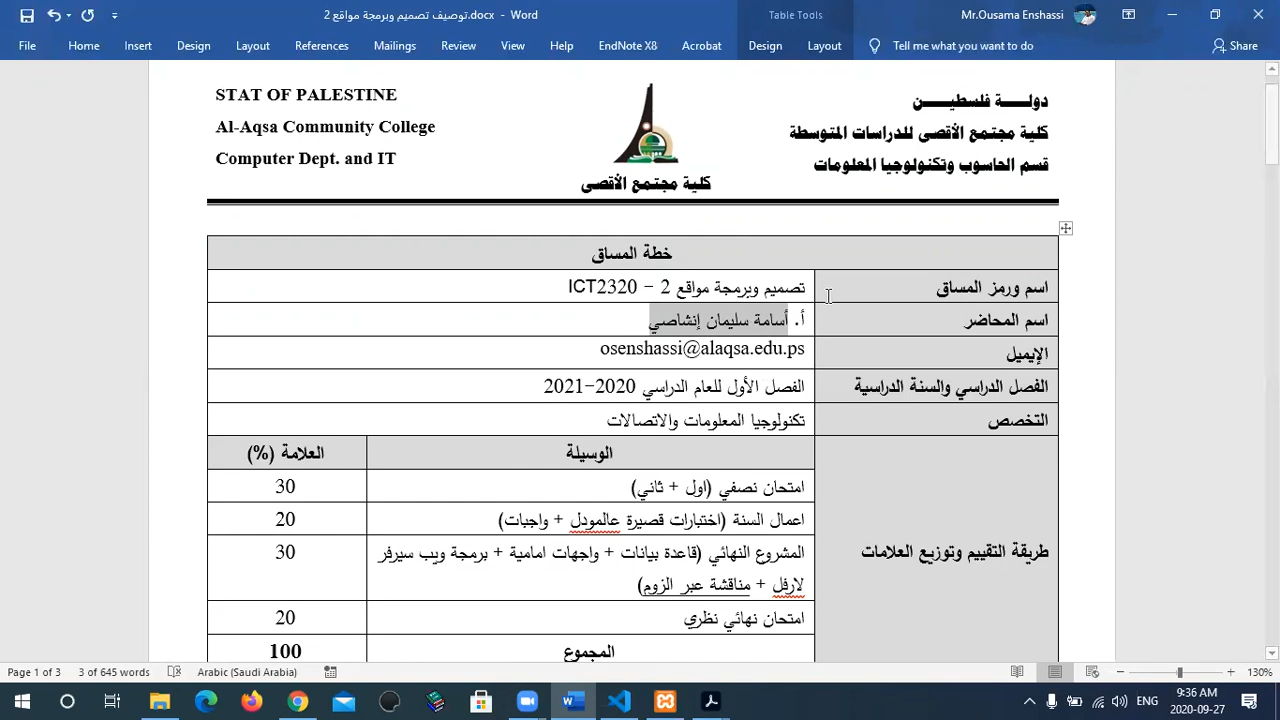 توصيف تصميم وبرمجة مواقع 2.docx - Word
Table Tools
Mr.Ousama Enshassi
File Home Insert Design Layout References Mailings Review View Help EndNote X8 Acrobat Design Layout Tell me what you want to do Share
STAT OF PALESTINE
Al-Aqsa Community College
Computer Dept. and IT
كلية مجتمع الأقصى
دولة فلسطين
كلية مجتمع الأقصى للدراسات المتوسطة
قسم الحاسوب وتكنولوجيا المعلومات
خطة المساق
اسم ورمز المساق تصميم وبرمجة مواقع 2 - ICT2320
اسم المحاضر أ. أسامة سليمان إنشاصي
الإيميل osenshassi@alaqsa.edu.ps
الفصل الدراسي والسنة الدراسية الفصل الأول للعام الدراسي 2020-2021
التخصص تكنولوجيا المعلومات والاتصالات
طريقة التقييم وتوزيع العلامات
الوسيلة العلامة (%)
امتحان نصفي (اول + ثاني) 30
اعمال السنة (اختبارات قصيرة عالمودل + واجبات) 20
المشروع النهائي (قاعدة بيانات + واجهات امامية + برمجة ويب سيرفر 30
لارفل + مناقشة عبر الزوم)
امتحان نهائي نظري 20
المجموع 100
Page 1 of 3 3 of 645 words Arabic (Saudi Arabia) 130%
9:36 AM
ENG
2020-09-27